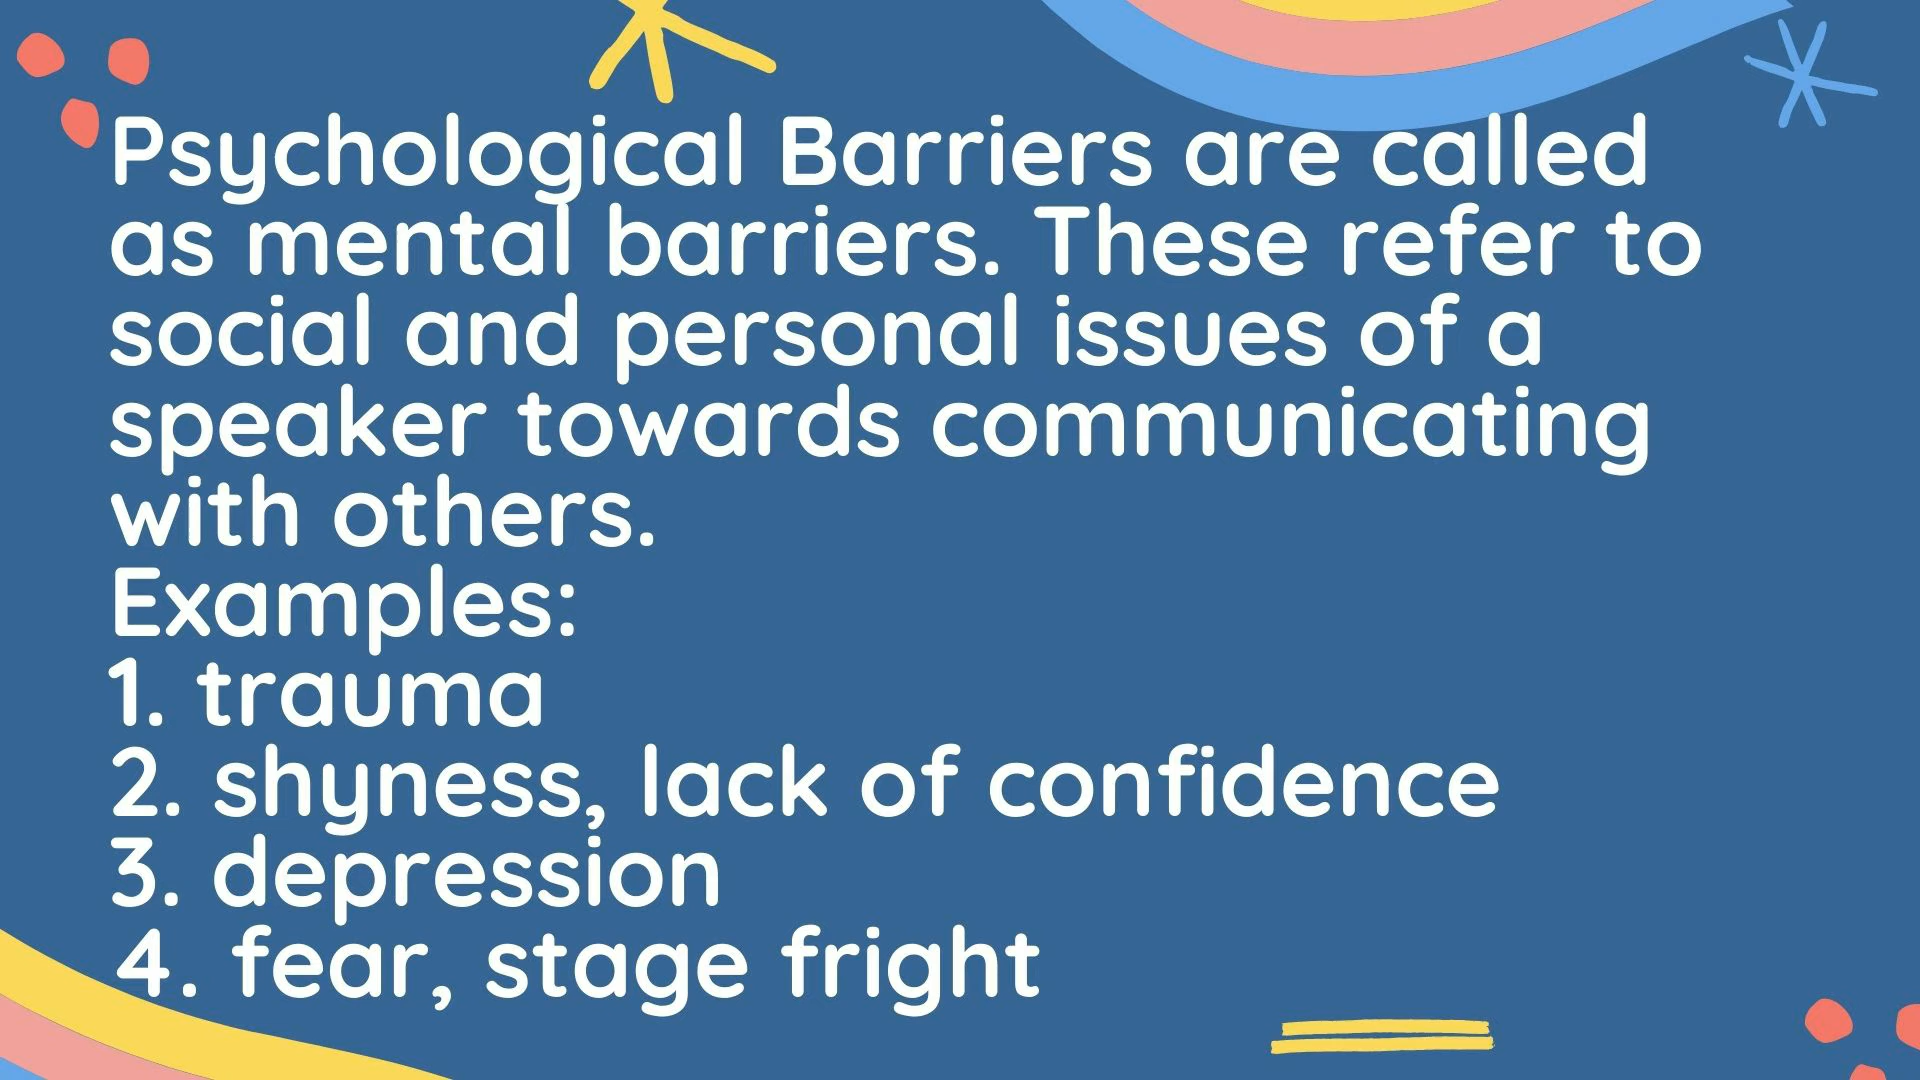 Psychological Barriers are called
as mental barriers. These refer to
social and personal issues of a
speaker towards communicating
with others.
Examples:
1. trauma
2. shyness, lack of confidence
3. depression
4. fear, stage fright